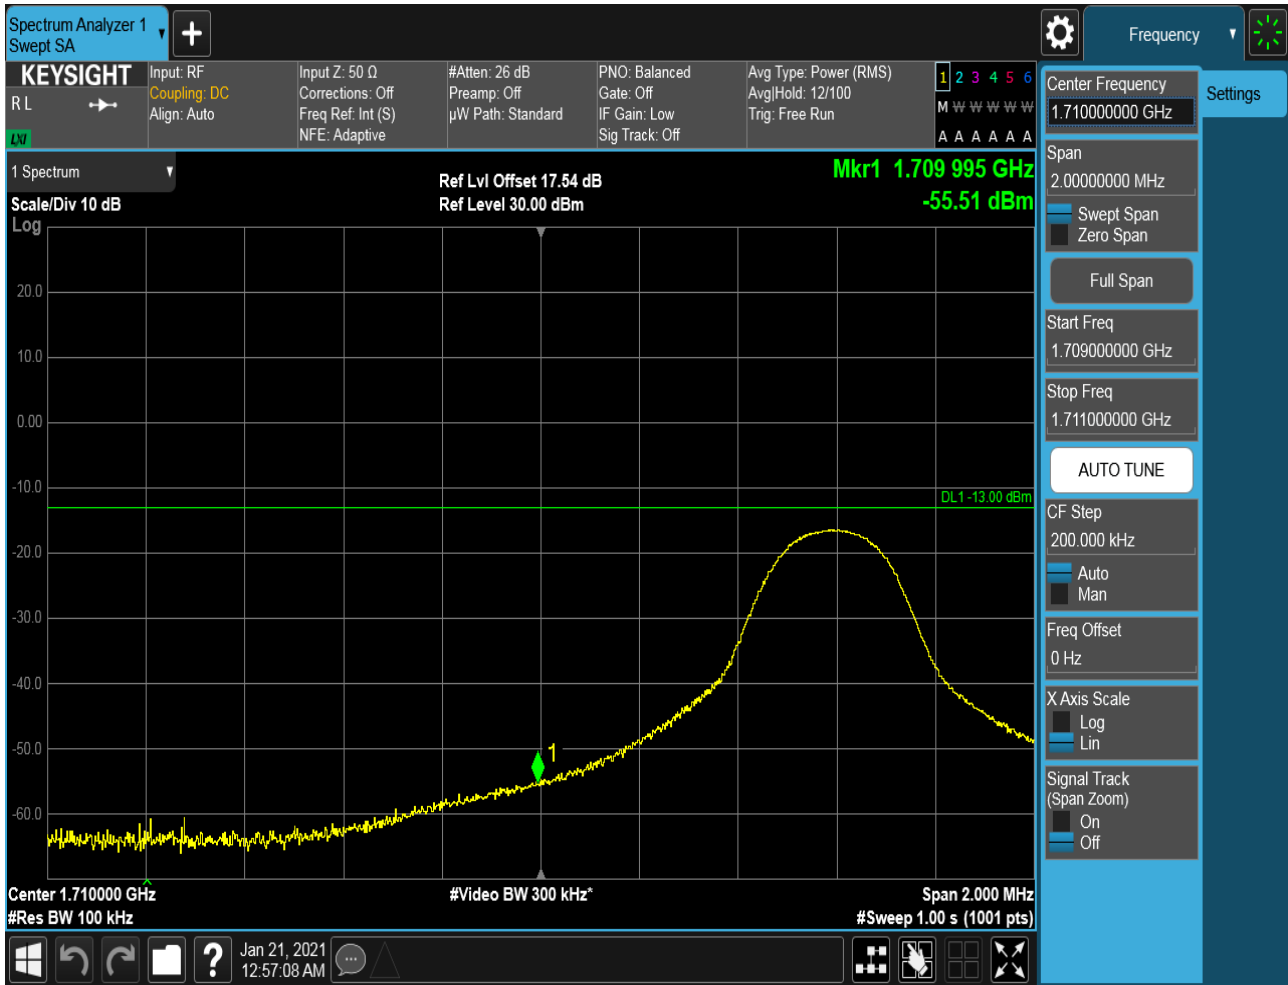 Spectrum Analyzer 1
Swept SA
+
Frequency
KEYSIGHT
R L
LXI
Input: RF
Coupling: DC
Align: Auto
Input Z: 50 Ω
Corrections: Off
Freq Ref: Int (S)
NFE: Adaptive
#Atten: 26 dB
Preamp: Off
µW Path: Standard
PNO: Balanced
Gate: Off
IF Gain: Low
Sig Track: Off
Avg Type: Power (RMS)
Avg|Hold: 12/100
Trig: Free Run
1 2 3 4 5 6
M W W W W W
A A A A A A
1 Spectrum
Scale/Div 10 dB
Log
Ref Lvl Offset 17.54 dB
Ref Level 30.00 dBm
Mkr1 1.709 995 GHz
-55.51 dBm
20.0
10.0
0.00
-10.0
DL1 -13.00 dBm
-20.0
-30.0
-40.0
-50.0
1
-60.0
Center 1.710000 GHz
#Video BW 300 kHz*
Span 2.000 MHz
#Res BW 100 kHz
#Sweep 1.00 s (1001 pts)
Center Frequency
1.710000000 GHz
Settings
Span
2.00000000 MHz
Swept Span
Zero Span
Full Span
Start Freq
1.709000000 GHz
Stop Freq
1.711000000 GHz
AUTO TUNE
CF Step
200.000 kHz
Auto
Man
Freq Offset
0 Hz
X Axis Scale
Log
Lin
Signal Track
(Span Zoom)
On
Off
?
Jan 21, 2021
12:57:08 AM